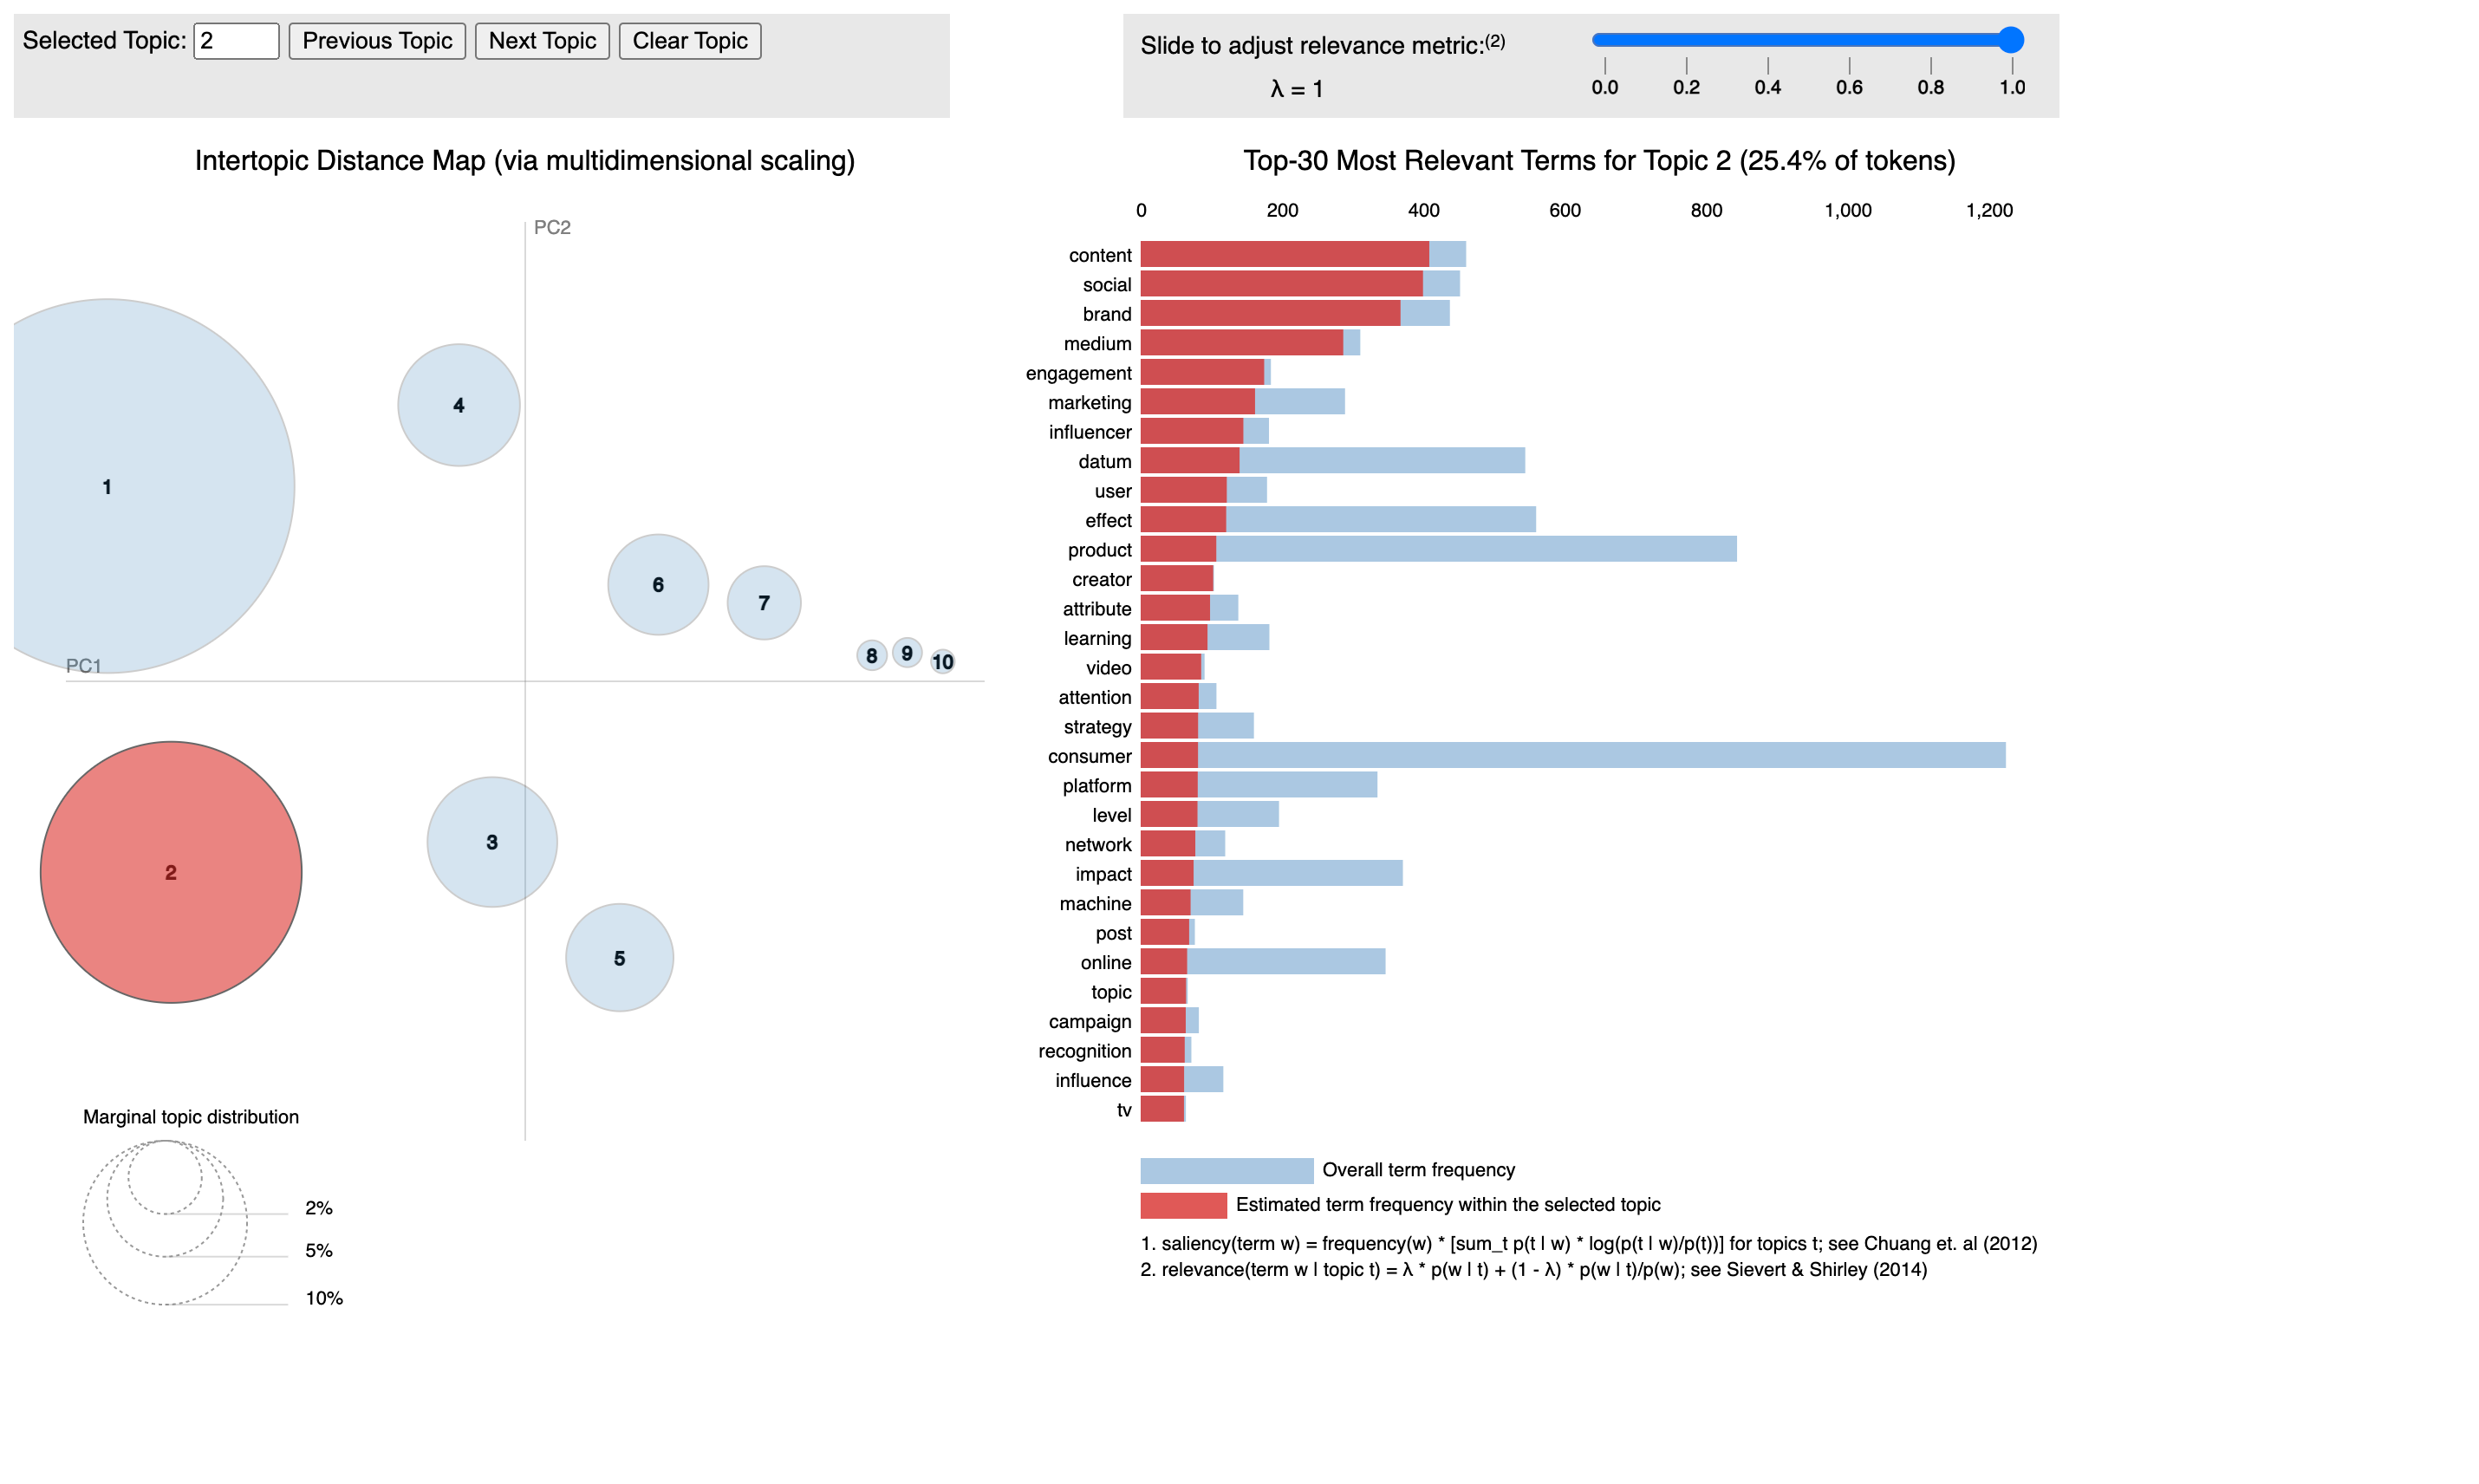 Selected Topic: 2 Previous Topic Next Topic Clear Topic
Slide to adjust relevance metric:(2)
λ = 1
0.0 0.2 0.4 0.6 0.8 1.0
Intertopic Distance Map (via multidimensional scaling)
PC2
PC1
1
4
6
7
8
9
10
2
3
5
Marginal topic distribution
2%
5%
10%
Top-30 Most Relevant Terms for Topic 2 (25.4% of tokens)
0 200 400 600 800 1,000 1,200
content
social
brand
medium
engagement
marketing
influencer
datum
user
effect
product
creator
attribute
learning
video
attention
strategy
consumer
platform
level
network
impact
machine
post
online
topic
campaign
recognition
influence
tv
Overall term frequency
Estimated term frequency within the selected topic
1. saliency(term w) = frequency(w) * [sum_t p(t | w) * log(p(t | w)/p(t))] for topics t; see Chuang et. al (2012)
2. relevance(term w | topic t) = λ * p(w | t) + (1 - λ) * p(w | t)/p(w); see Sievert & Shirley (2014)